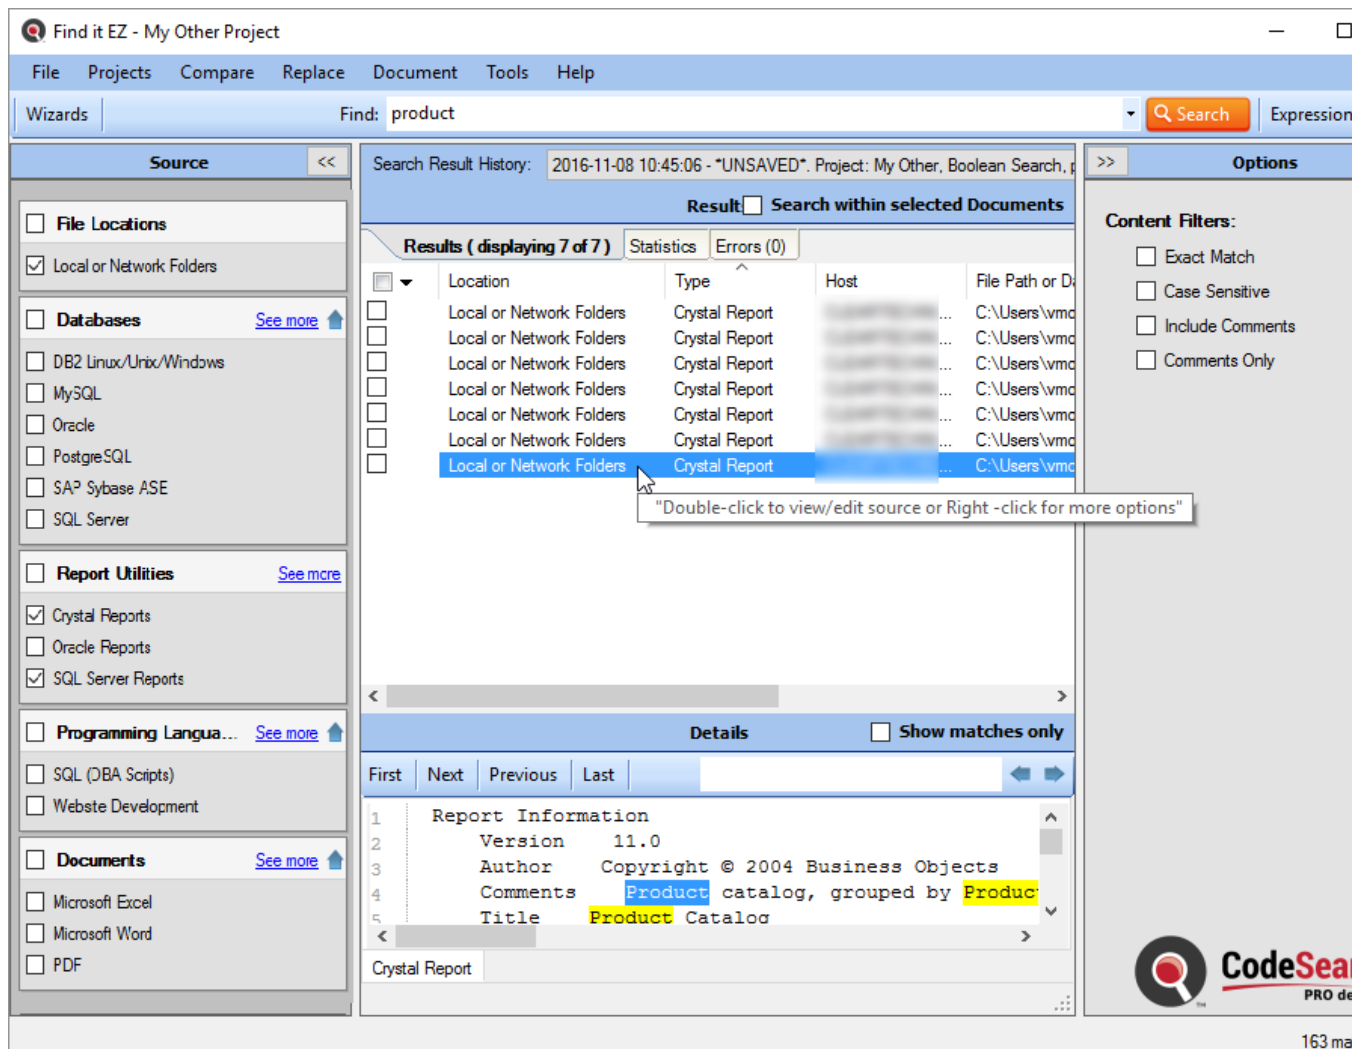 Find it EZ - My Other Project
File Projects Compare Replace Document Tools Help
Wizards Find: product Search Expression
Source <<
File Locations
Local or Network Folders
Databases See more
DB2 Linux/Unix/Windows
MySQL
Oracle
PostgreSQL
SAP Sybase ASE
SQL Server
Report Utilities See more
Crystal Reports
Oracle Reports
SQL Server Reports
Programming Langua... See more
SQL (DBA Scripts)
Website Development
Documents See more
Microsoft Excel
Microsoft Word
PDF
Search Result History: 2016-11-08 10:45:06 - *UNSAVED*. Project: My Other, Boolean Search, p
Result: Search within selected Documents
Results ( displaying 7 of 7 ) Statistics Errors (0)
Location Type Host File Path or Da
Local or Network Folders Crystal Report ... C:\Users\vmc
Local or Network Folders Crystal Report ... C:\Users\vmc
Local or Network Folders Crystal Report ... C:\Users\vmc
Local or Network Folders Crystal Report ... C:\Users\vmc
Local or Network Folders Crystal Report ... C:\Users\vmc
Local or Network Folders Crystal Report ... C:\Users\vmc
Local or Network Folders Crystal Report ... C:\Users\vmc
"Double-click to view/edit source or Right -click for more options"
Details Show matches only
First Next Previous Last
1 Report Information
2 Version 11.0
3 Author Copyright © 2004 Business Objects
4 Comments Product catalog, grouped by Produc
5 Title Product Catalog
Crystal Report
>> Options
Content Filters:
Exact Match
Case Sensitive
Include Comments
Comments Only
CodeSear
PRO de
™
163 ma